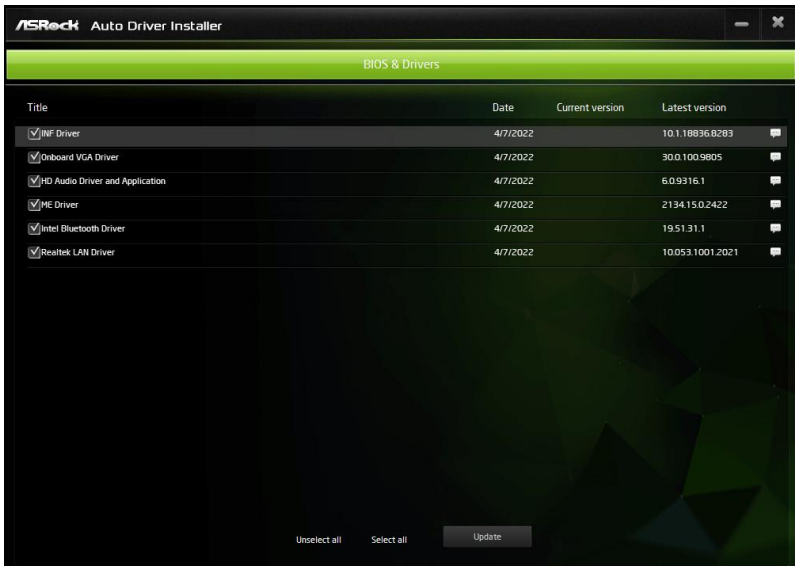 ASRock Auto Driver Installer
BIOS & Drivers
Title Date Current version Latest version
INF Driver 4/7/2022 10.1.18836.8283
Onboard VGA Driver 4/7/2022 30.0.100.9805
HD Audio Driver and Application 4/7/2022 6.0.9316.1
ME Driver 4/7/2022 2134.15.0.2422
Intel Bluetooth Driver 4/7/2022 19.51.31.1
Realtek LAN Driver 4/7/2022 10.053.1001.2021
Unselect all Select all Update